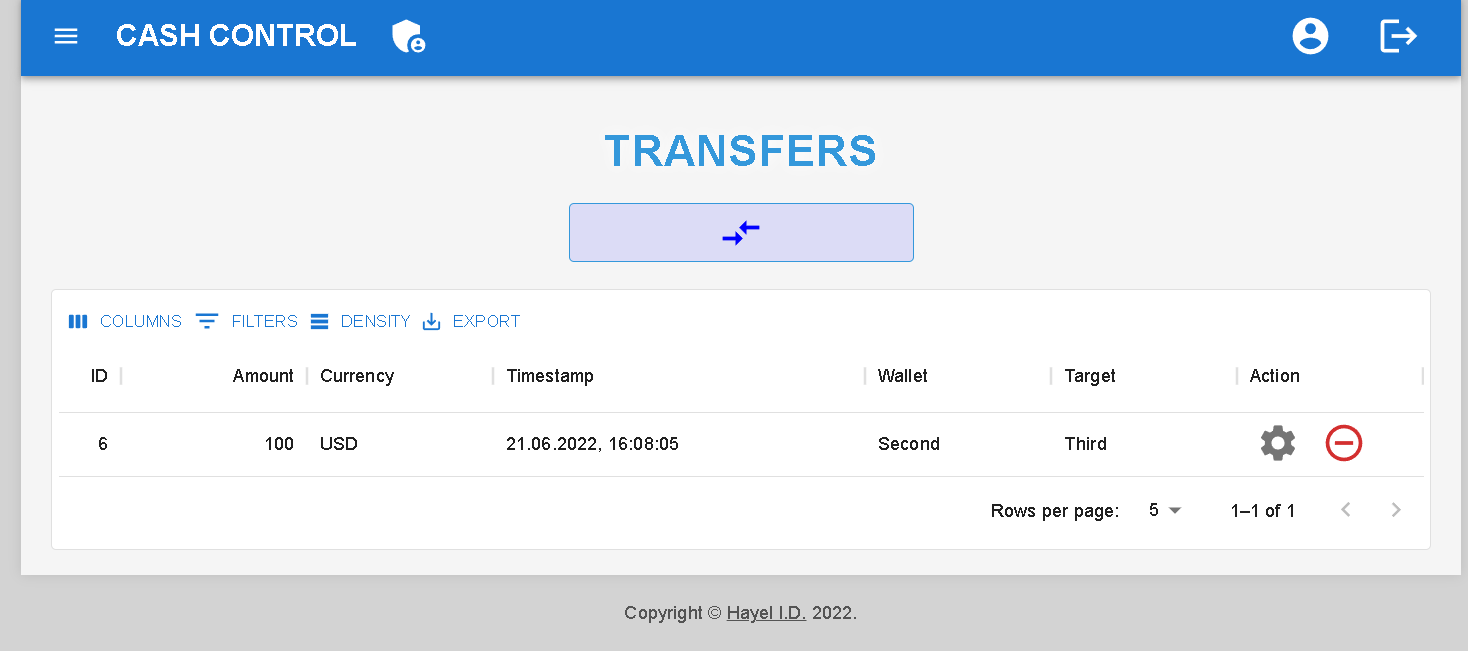 CASH CONTROL
TRANSFERS
COLUMNS FILTERS DENSITY EXPORT
ID Amount Currency Timestamp Wallet Target Action
6 100 USD 21.06.2022, 16:08:05 Second Third
Rows per page: 5 1–1 of 1
Copyright © Hayel I.D. 2022.